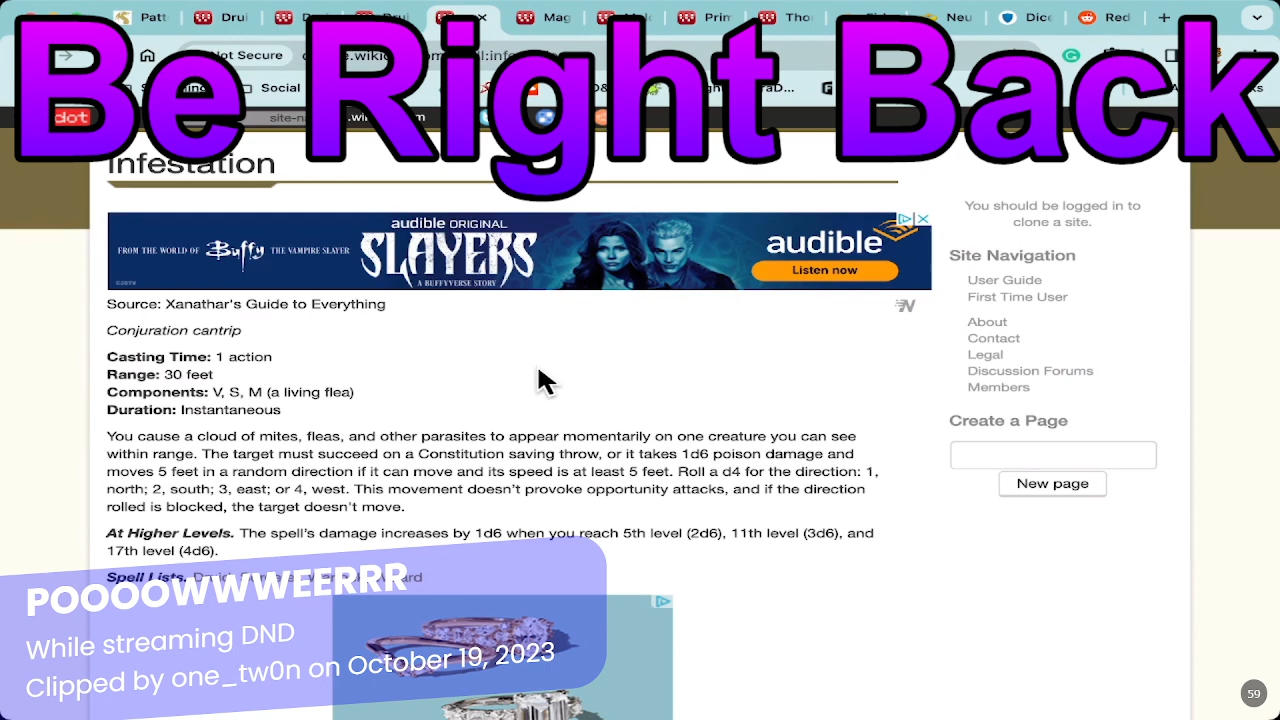 Be Right Back
Not Secure
Social
dot
Infestation
audible ORIGINAL
FROM THE WORLD OF Buffy THE VAMPIRE SLAYER
SLAYERS
A BUFFYVERSE STORY
audible
Listen now
Source: Xanathar's Guide to Everything
Conjuration cantrip
Casting Time: 1 action
Range: 30 feet
Components: V, S, M (a living flea)
Duration: Instantaneous
You cause a cloud of mites, fleas, and other parasites to appear momentarily on one creature you can see
within range. The target must succeed on a Constitution saving throw, or it takes 1d6 poison damage and
moves 5 feet in a random direction if it can move and its speed is at least 5 feet. Roll a d4 for the direction: 1,
north; 2, south; 3, east; or 4, west. This movement doesn't provoke opportunity attacks, and if the direction
rolled is blocked, the target doesn't move.
At Higher Levels. The spell's damage increases by 1d6 when you reach 5th level (2d6), 11th level (3d6), and
17th level (4d6).
Spell Lists.
You should be logged in to
clone a site.
Site Navigation
User Guide
First Time User
About
Contact
Legal
Discussion Forums
Members
Create a Page
New page
POOOOWWWEERRR
While streaming DND
Clipped by one_tw0n on October 19, 2023
59